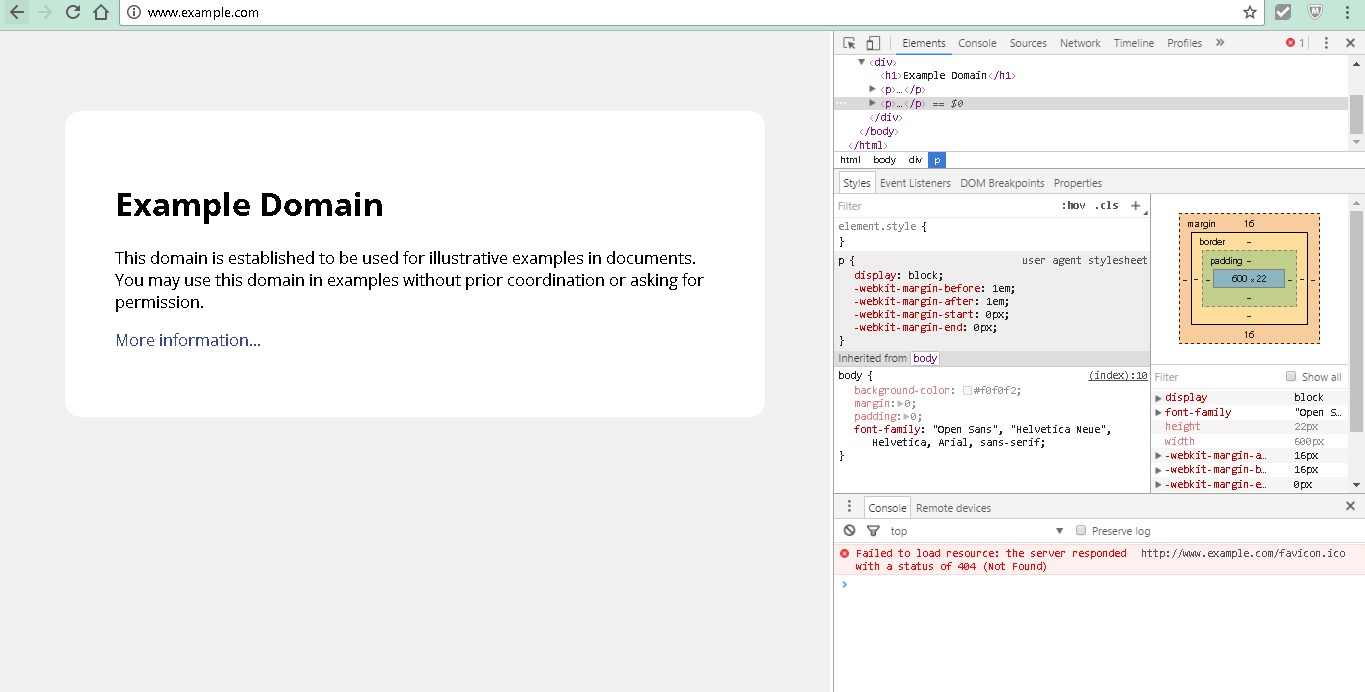 www.example.com
Example Domain
This domain is established to be used for illustrative examples in documents.
You may use this domain in examples without prior coordination or asking for
permission.
More information...
Elements Console Sources Network Timeline Profiles » 1
<div>
<h1>Example Domain</h1>
<p>…</p>
<p>…</p> == $0
</div>
</body>
</html>
html body div p
Styles Event Listeners DOM Breakpoints Properties
Filter :hov .cls +
element.style {
}
p { user agent stylesheet
display: block;
-webkit-margin-before: 1em;
-webkit-margin-after: 1em;
-webkit-margin-start: 0px;
-webkit-margin-end: 0px;
}
Inherited from body
body { (index):10
background-color: #f0f0f2;
margin:▶0;
padding:▶0;
font-family: "Open Sans", "Helvetica Neue",
Helvetica, Arial, sans-serif;
}
margin 16
border –
padding –
– – – 600 × 22 – – –
–
–
16
Filter Show all
display block
font-family "Open S…
height 22px
width 600px
-webkit-margin-a… 16px
-webkit-margin-b… 16px
-webkit-margin-e… 0px
Console Remote devices
top Preserve log
Failed to load resource: the server responded http://www.example.com/favicon.ico
with a status of 404 (Not Found)